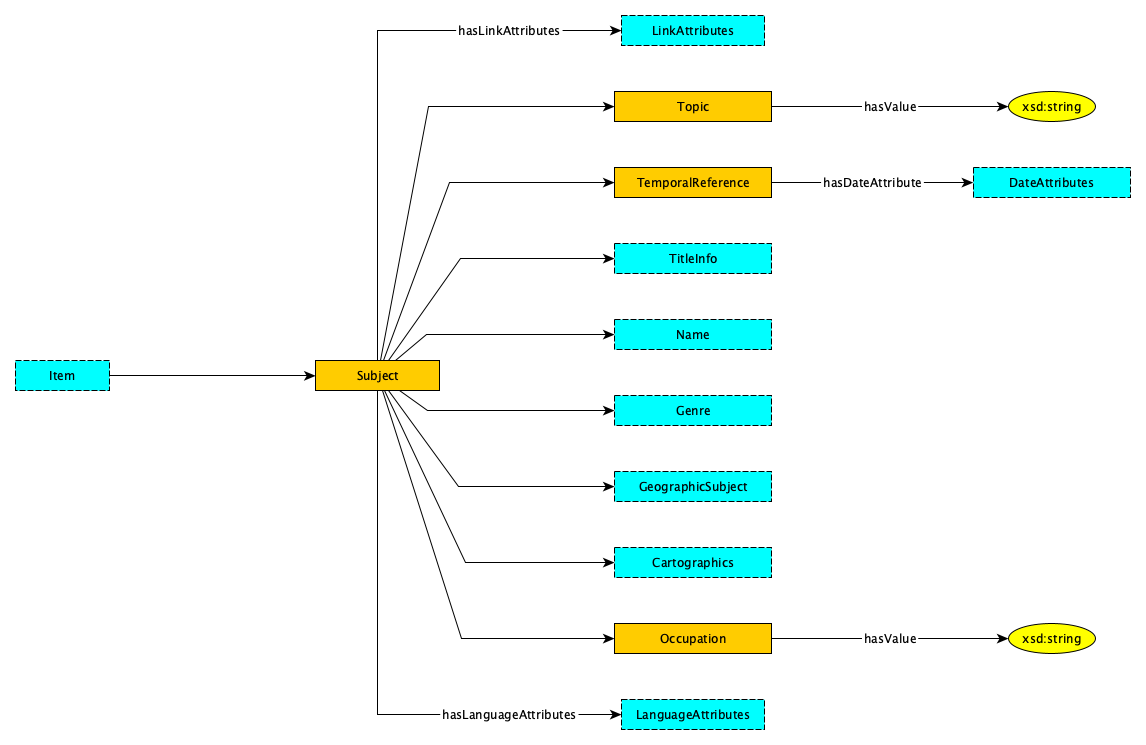 hasLinkAttributes
LinkAttributes
Topic
hasValue
xsd:string
TemporalReference
hasDateAttribute
DateAttributes
TitleInfo
Name
Item
Subject
Genre
GeographicSubject
Cartographics
Occupation
hasValue
xsd:string
hasLanguageAttributes
LanguageAttributes